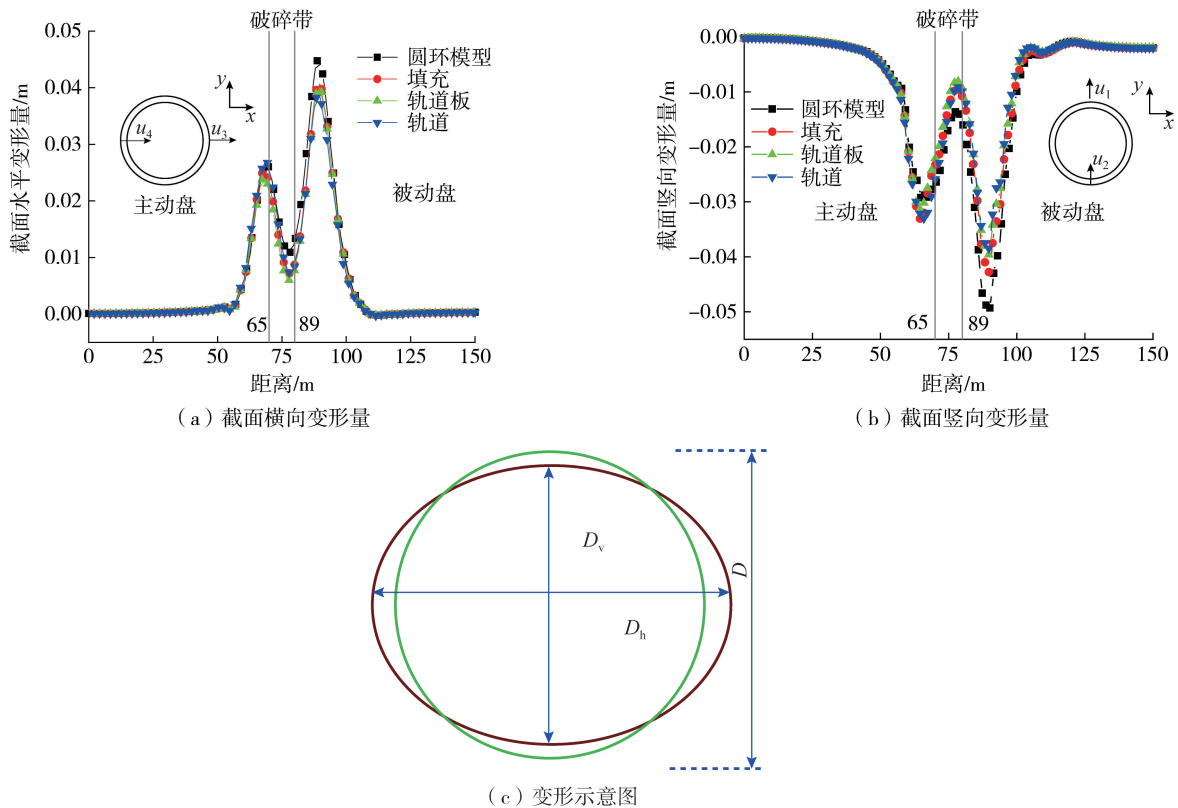 破碎带
0.05
0.04
0.03
0.02
0.01
0.00
截面水平变形量/m
y
x
u4
u3
主动盘
圆环模型
填充
轨道板
轨道
被动盘
65
89
0
25
50
75
100
125
150
距离/m
(a)截面横向变形量
破碎带
0.00
-0.01
-0.02
-0.03
-0.04
-0.05
截面竖向变形量/m
圆环模型
填充
轨道板
轨道
主动盘
u1
y
x
u2
被动盘
65
89
0
25
50
75
100
125
150
距离/m
(b)截面竖向变形量
Dv
D
Dh
(c)变形示意图